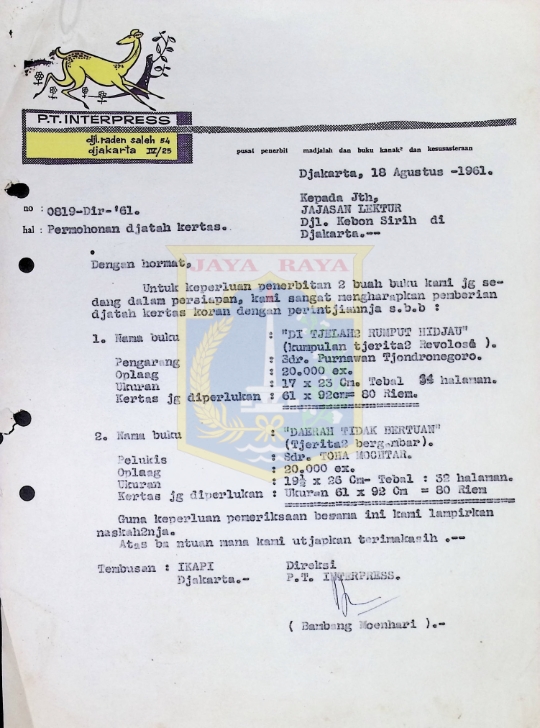 P.T. INTERPRESS
djl. raden saleh 54
djakarta IV/25
pusat penerbit madjalah dan buku kanak² dan kesusasteraan
Djakarta, 18 Agustus -1961.
Kepada Jth,
JAJASAN LEKTUR
Djl. Kebon Sirih di
Djakarta.--
no : 0819-Dir-'61.
hal : Permohonan djatah kertas.
JAYA RAYA
Dengan hormat,
Untuk keperluan penerbitan 2 buah buku kami jg se-
dang dalam persiapan, kami sangat mengharapkan pemberian
djatah kertas koran dengan perintjiannja s.b.b :
1. Nama buku : "DI TJELAH2 RUMPUT HIDJAU"
(kumpulan tjerita2 Revolosi ).
Pengarang : Sdr. Purnawan Tjondronegoro.
Oplaag : 20.000 ex.
Ukuran : 17 x 23 Cm. Tebal 34 halaman.
Kertas jg diperlukan : 61 x 92cm= 80 Riem.
2. Nama buku : "DAERAH TIDAK BERTUAN"
(Tjerita2 bergambar).
Pelukis : Sdr. TOHA MOCHTAR.
Oplaag : 20.000 ex.
Ukuran : 19½ x 26 Cm- Tebal : 32 halaman.
Kertas jg diperlukan : Ukuran 61 x 92 Cm = 80 Riem
Guna keperluan pemeriksaan besama ini kami lampirkan
naskah2nja.
Atas ba ntuan mana kami utjapkan terimakasih .--
Tembusan : IKAPI
Djakarta.-
Direksi
P.T. INTERPRESS.
( Bambang Moenhari ).-